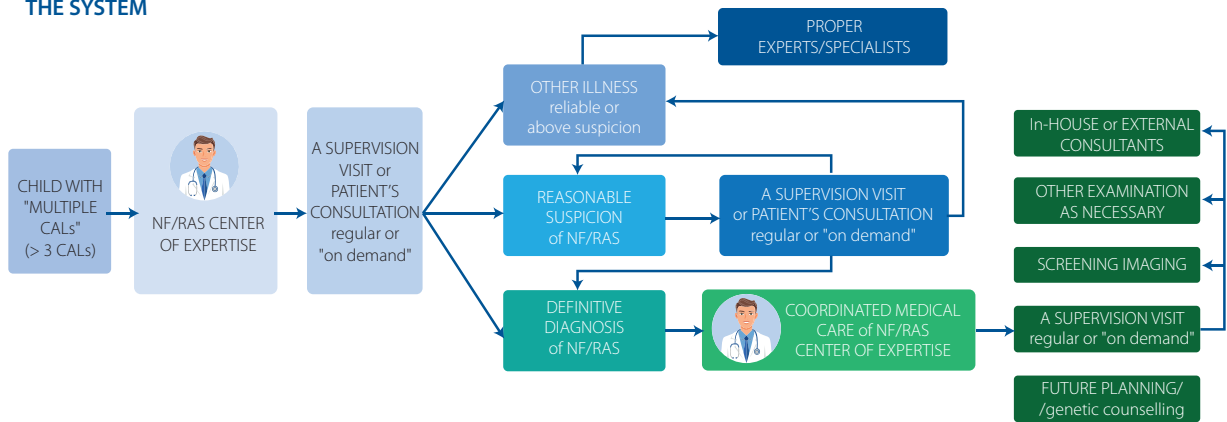 THE SYSTEM
CHILD WITH
"MULTIPLE
CALs"
(> 3 CALs)
NF/RAS CENTER
OF EXPERTISE
A SUPERVISION
VISIT or
PATIENT'S
CONSULTATION
regular or
"on demand"
PROPER
EXPERTS/SPECIALISTS
OTHER ILLNESS
reliable or
above suspicion
REASONABLE
SUSPICION
of NF/RAS
A SUPERVISION VISIT
or PATIENT'S CONSULTATION
regular or "on demand"
DEFINITIVE
DIAGNOSIS
of NF/RAS
COORDINATED MEDICAL
CARE of NF/RAS
CENTER OF EXPERTISE
In-HOUSE or EXTERNAL
CONSULTANTS
OTHER EXAMINATION
AS NECESSARY
SCREENING IMAGING
A SUPERVISION VISIT
regular or "on demand"
FUTURE PLANNING/
/genetic counselling